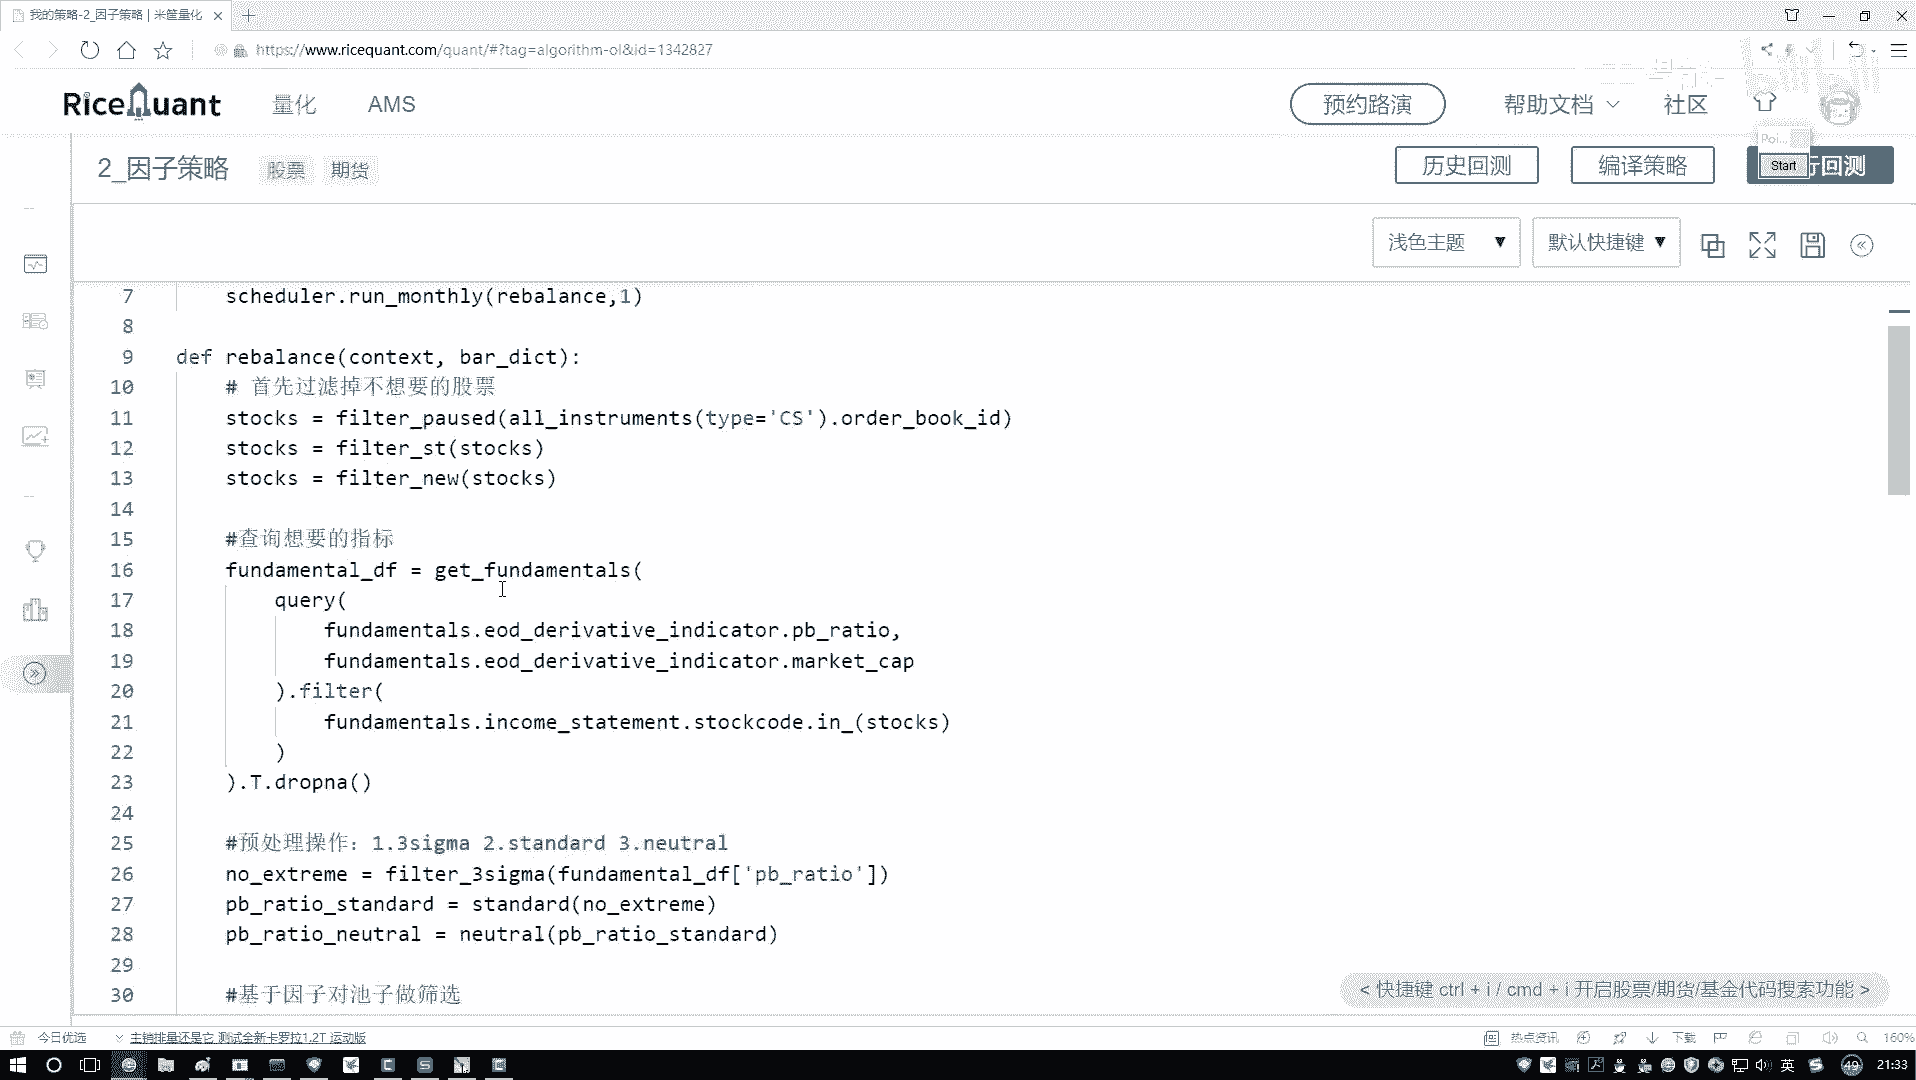 我的策略-2_因子策略 | 米筐量化
https://www.ricequant.com/quant/#?tag=algorithm-ol&id=1342827
RiceQuant 量化 AMS 预约路演 帮助文档 社区
Poi...
2_因子策略 股票 期货 历史回测 编译策略 Start 行回测
浅色主题 ▼ 默认快捷键 ▼
7 scheduler.run_monthly(rebalance,1)
8
9 def rebalance(context, bar_dict):
10 # 首先过滤掉不想要的股票
11 stocks = filter_paused(all_instruments(type='CS').order_book_id)
12 stocks = filter_st(stocks)
13 stocks = filter_new(stocks)
14
15 #查询想要的指标
16 fundamental_df = get_fundamentals(
17 query(
18 fundamentals.eod_derivative_indicator.pb_ratio,
19 fundamentals.eod_derivative_indicator.market_cap
20 ).filter(
21 fundamentals.income_statement.stockcode.in_(stocks)
22 )
23 ).T.dropna()
24
25 #预处理操作：1.3sigma 2.standard 3.neutral
26 no_extreme = filter_3sigma(fundamental_df['pb_ratio'])
27 pb_ratio_standard = standard(no_extreme)
28 pb_ratio_neutral = neutral(pb_ratio_standard)
29
30 #基于因子对池子做筛选
< 快捷键 ctrl + i / cmd + i 开启股票/期货/基金代码搜索功能 >
今日优选 主销排量还是它 测试全新卡罗拉1.2T 运动版 热点资讯 下载 160%
英 49 21:33